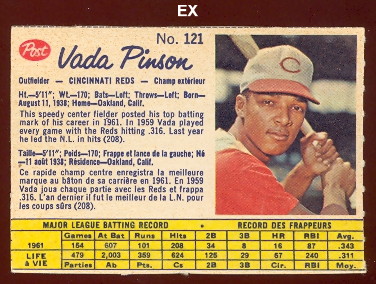 EX
Post
No. 121
Vada Pinson
Outfielder — CINCINNATI REDS — Champ extérieur
Ht.—5'11"; Wt.—170; Bats—Left; Throws—Left; Born—
August 11, 1938; Home—Oakland, Calif.
This speedy center fielder posted his top batting
mark of his career in 1961. In 1959 Vada played
every game with the Reds hitting .316. Last year
he led the N.L. in hits (208).
Taille—5'11"; Poids—170; Frappe et lance de la gauche; Né
—11 août 1938; Résidence—Oakland, Calif.
Ce rapide champ centre enregistra la meilleure
marque au bâton de sa carrière en 1961. En 1959
Vada joua chaque partie avec les Reds et frappa
.316. L'an dernier il fut le meilleur de la L.N. pour
les coups sûrs (208).
C
MAJOR LEAGUE BATTING RECORD • RECORD DES FRAPPEURS
Games At Bat Runs Hits 2B 3B HR RBI Avg.
1961 154 607 101 208 34 8 16 87 .343
LIFE à VIE 479 2,003 359 624 125 29 67 240 .311
Parties Ab Pts Cs 2B 3B Cc Pp Moy.